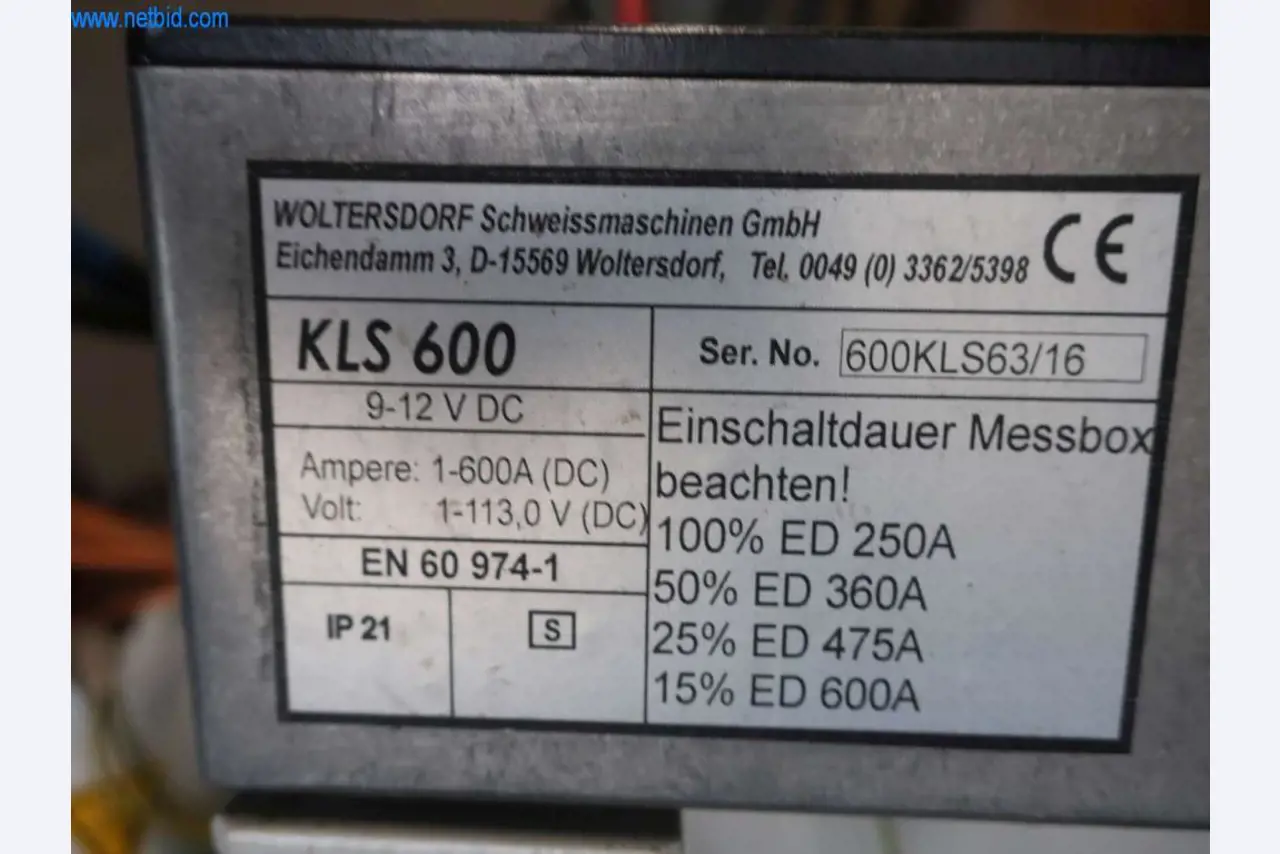 www.netbid.com
WOLTERSDORF Schweissmaschinen GmbH
Eichendamm 3, D-15569 Woltersdorf, Tel. 0049 (0) 3362/5398
CE
KLS 600
Ser. No. 600KLS63/16
9-12 V DC
Ampere: 1-600A (DC)
Volt: 1-113,0 V (DC)
EN 60 974-1
IP 21
S
Einschaltdauer Messbox
beachten!
100% ED 250A
50% ED 360A
25% ED 475A
15% ED 600A